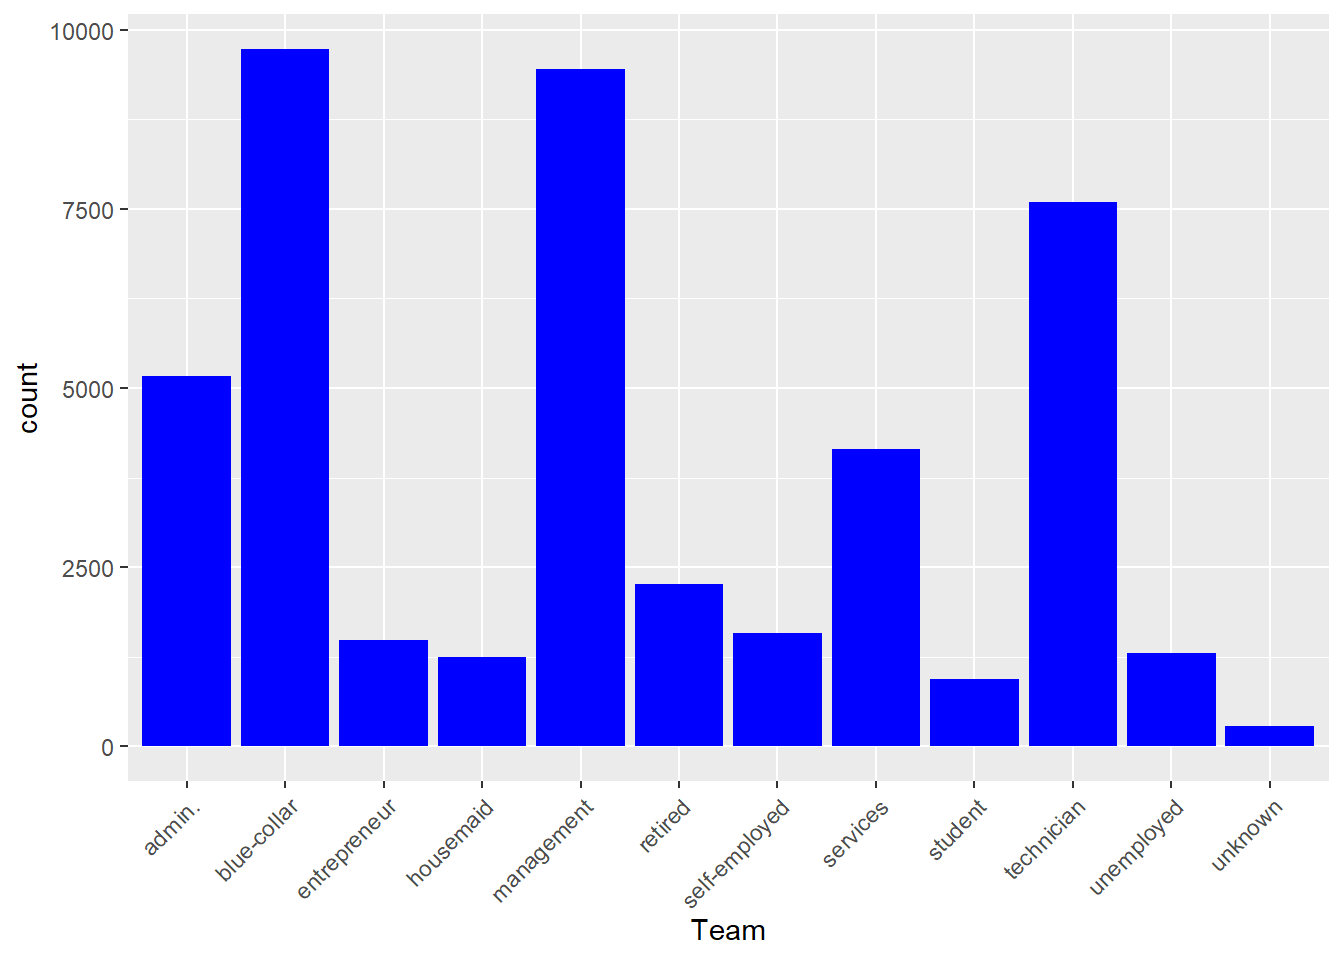 10000
7500
5000
2500
0
count
admin.
blue-collar
entrepreneur
housemaid
management
retired
self-employed
services
student
technician
unemployed
unknown
Team